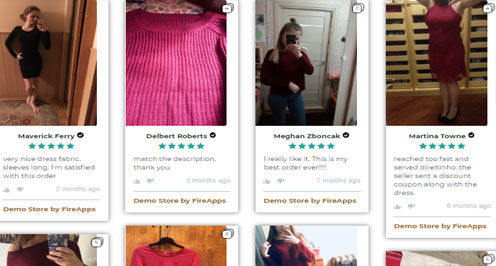 Maverick Ferry
very nice dress fabric.
sleeves long. I'm satisfied
with this order
2 months ago
Demo Store by FireApps
Delbert Roberts
match the description,
thank you
3 months ago
Demo Store by FireApps
Meghan Zboncak
I really like it. This is my
best order ever!!!!
7 months ago
Demo Store by FireApps
Martina Towne
reached too fast and
served direitinho. the
seller sent a discount
coupon along with the
dress.
6 months ago
Demo Store by FireApps